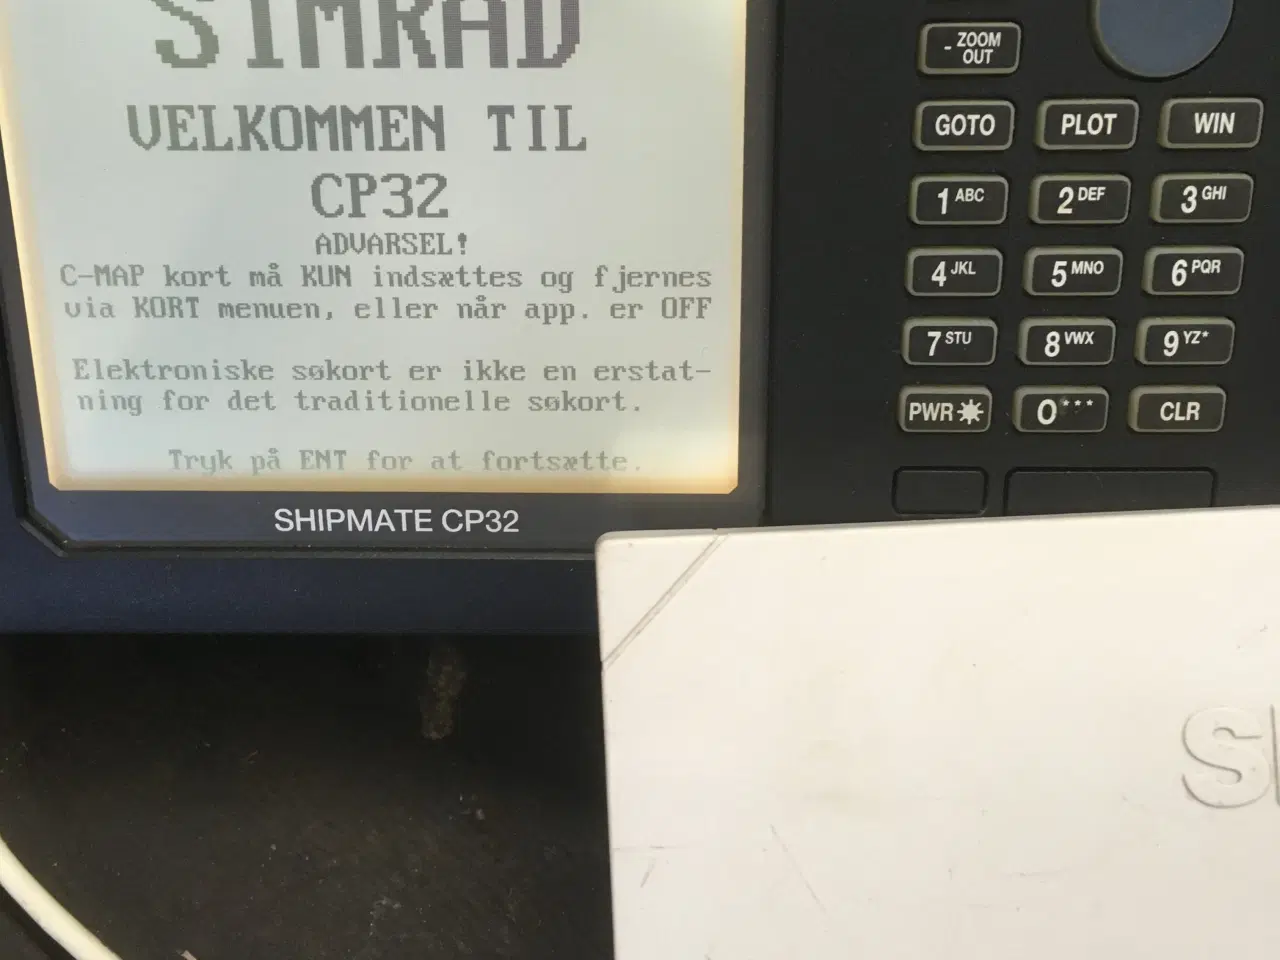 SIMRAD
VELKOMMEN TIL
CP32
ADVARSEL!
C-MAP kort må KUN indsættes og fjernes
via KORT menuen, eller når app. er OFF
Elektroniske søkort er ikke en erstat-
ning for det traditionelle søkort.
Tryk på ENT for at fortsætte.
SHIPMATE CP32
- ZOOM OUT
GOTO PLOT WIN
1 ABC 2 DEF 3 GHI
4 JKL 5 MNO 6 PQR
7 STU 8 VWX 9 YZ*
PWR 0 *** CLR